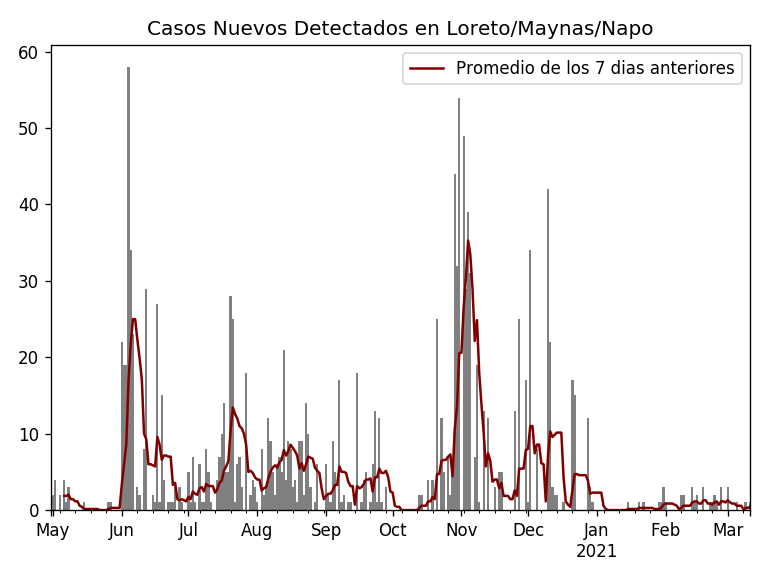 Casos Nuevos Detectados en Loreto/Maynas/Napo
Promedio de los 7 dias anteriores
60
50
40
30
20
10
0
May Jun Jul Aug Sep Oct Nov Dec Jan Feb Mar
2021